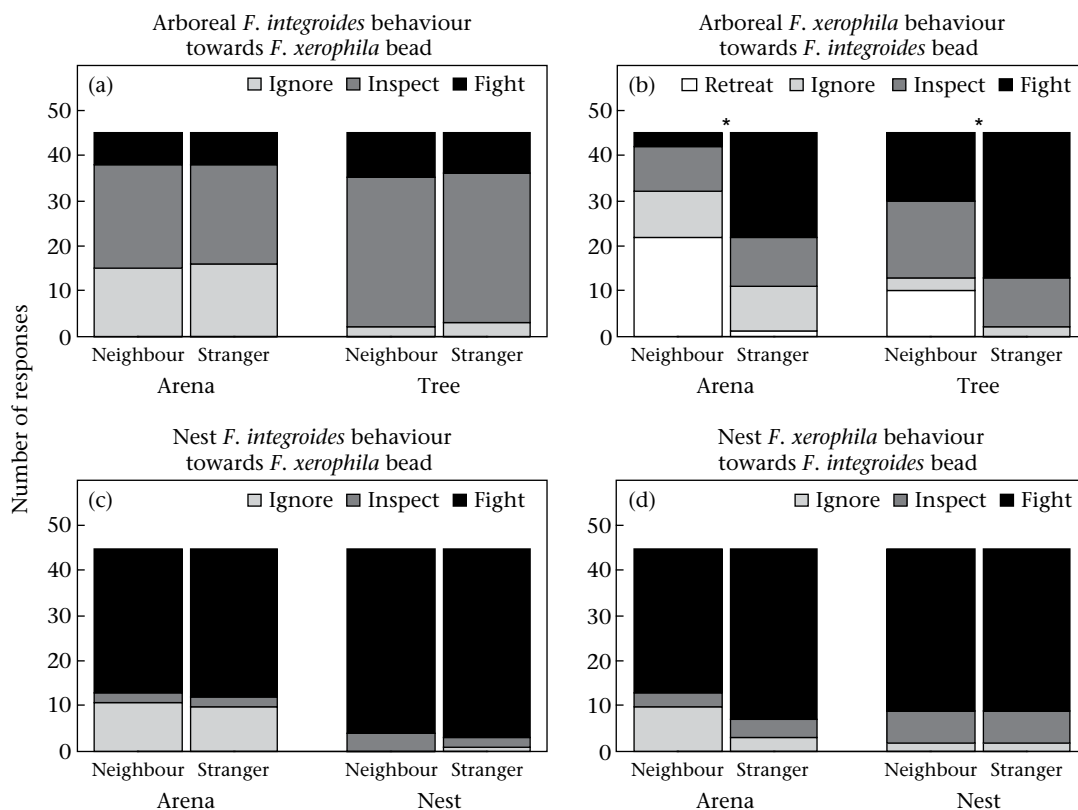 Number of responses
Arboreal F. integroides behaviour
towards F. xerophila bead
(a) Ignore Inspect Fight
50
40
30
20
10
0
Neighbour Stranger Neighbour Stranger
Arena Tree
Arboreal F. xerophila behaviour
towards F. integroides bead
(b) Retreat Ignore Inspect Fight
50
* *
40
30
20
10
0
Neighbour Stranger Neighbour Stranger
Arena Tree
Nest F. integroides behaviour
towards F. xerophila bead
(c) Ignore Inspect Fight
50
40
30
20
10
0
Neighbour Stranger Neighbour Stranger
Arena Nest
Nest F. xerophila behaviour
towards F. integroides bead
(d) Ignore Inspect Fight
50
40
30
20
10
0
Neighbour Stranger Neighbour Stranger
Arena Nest